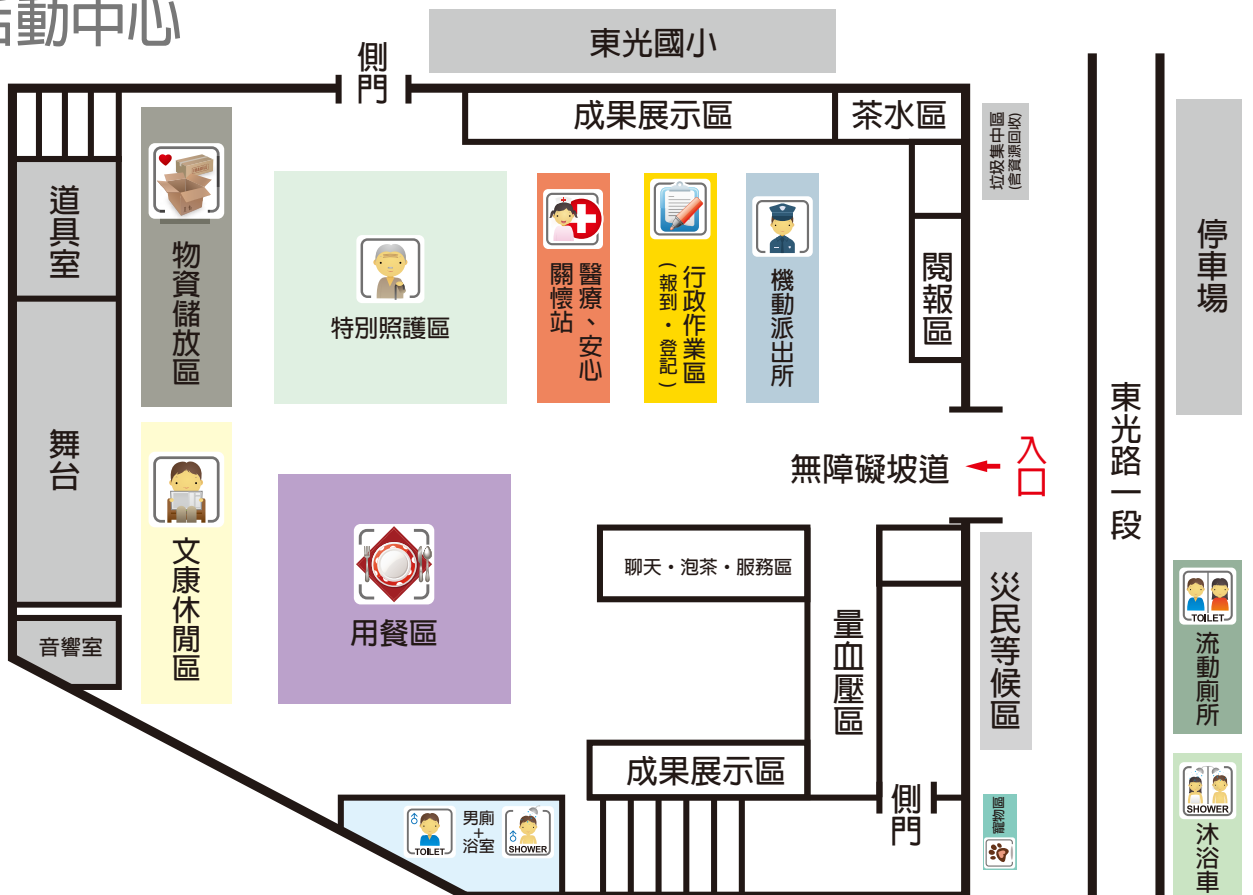 活動中心
東光國小
側門
成果展示區
茶水區
垃圾集中區
(含資源回收)
停車場
道具室
物資儲放區
特別照護區
醫療、安心
關懷站
行政作業區
(報到・登記)
機動派出所
閱報區
舞台
文康休閒區
用餐區
無障礙坡道
入口
東光路一段
聊天・泡茶・服務區
量血壓區
災民等候區
TOILET
流動廁所
音響室
成果展示區
側門
寵物區
SHOWER
沐浴車
TOILET
男廁
+
浴室
SHOWER